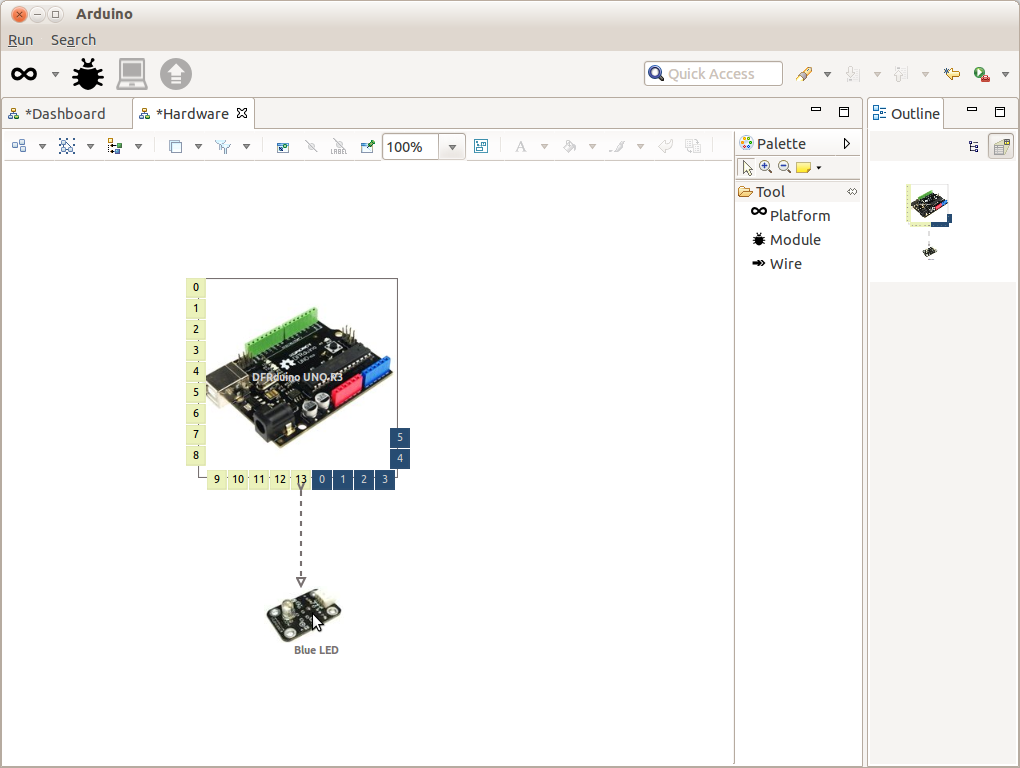 Arduino
Run Search
Quick Access
*Dashboard
*Hardware
Outline
LABEL
100%
A
Palette
Tool
Platform
Module
Wire
0
1
2
3
4
5
6
7
8
DFRduino UNO R3
5
4
9 10 11 12 13 0 1 2 3
Blue LED